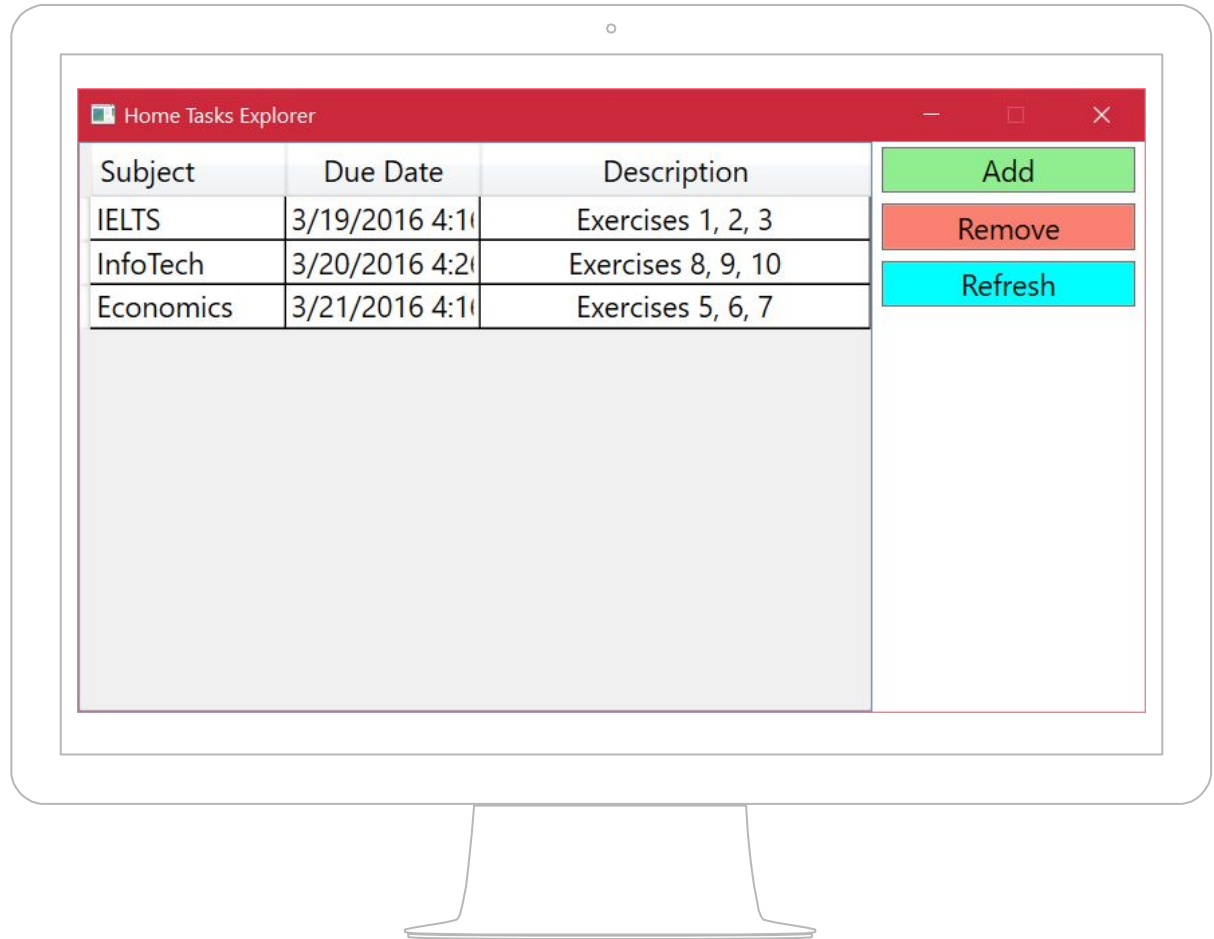 Home Tasks Explorer
Subject Due Date Description Add
IELTS 3/19/2016 4:1 Exercises 1, 2, 3 Remove
InfoTech 3/20/2016 4:2 Exercises 8, 9, 10 Refresh
Economics 3/21/2016 4:1 Exercises 5, 6, 7